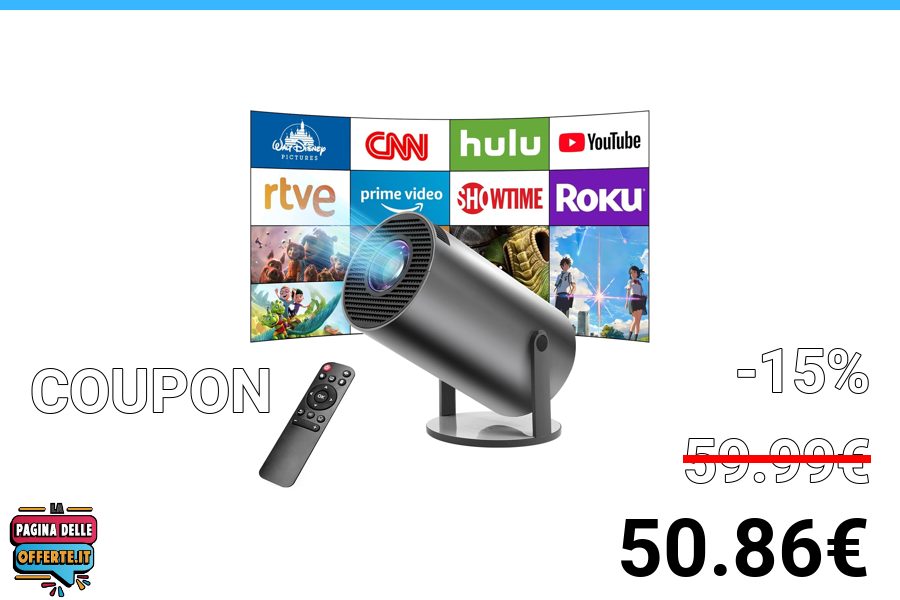 WALT DISNEY
PICTURES
CNN
hulu
YouTube
rtve
prime video
SHOWTIME
ROKU
OK
COUPON
-15%
59.99€
50.86€
LA
PAGINA DELLE
OFFERTE.IT